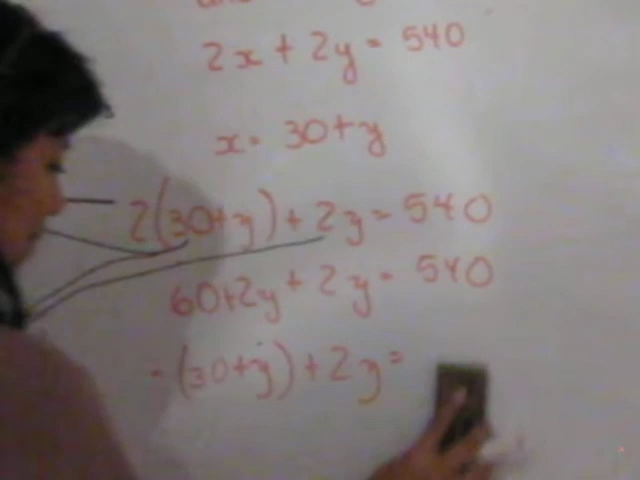 2x + 2y = 540
x = 30 + y
2(30 + y) + 2y = 540
60 + 2y + 2y = 540
- (30 + y) + 2y =